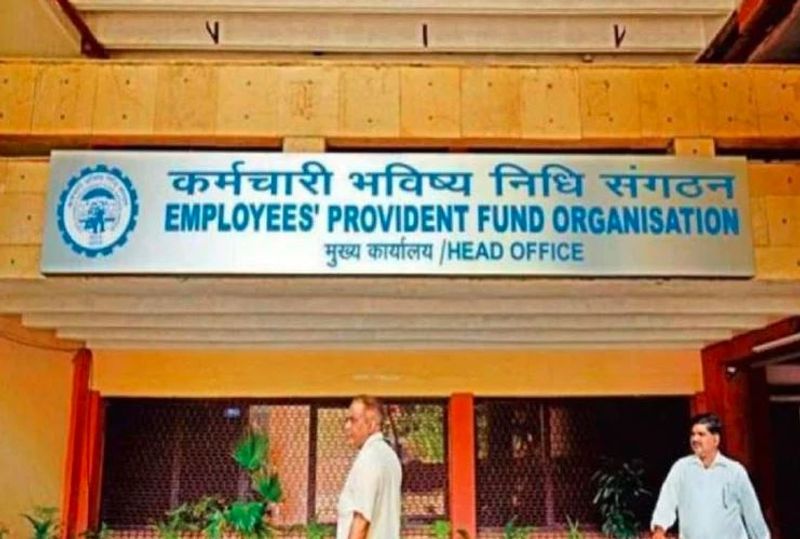 कर्मचारी भविष्य निधि संगठन
EMPLOYEES' PROVIDENT FUND ORGANISATION
मुख्य कार्यालय /HEAD OFFICE